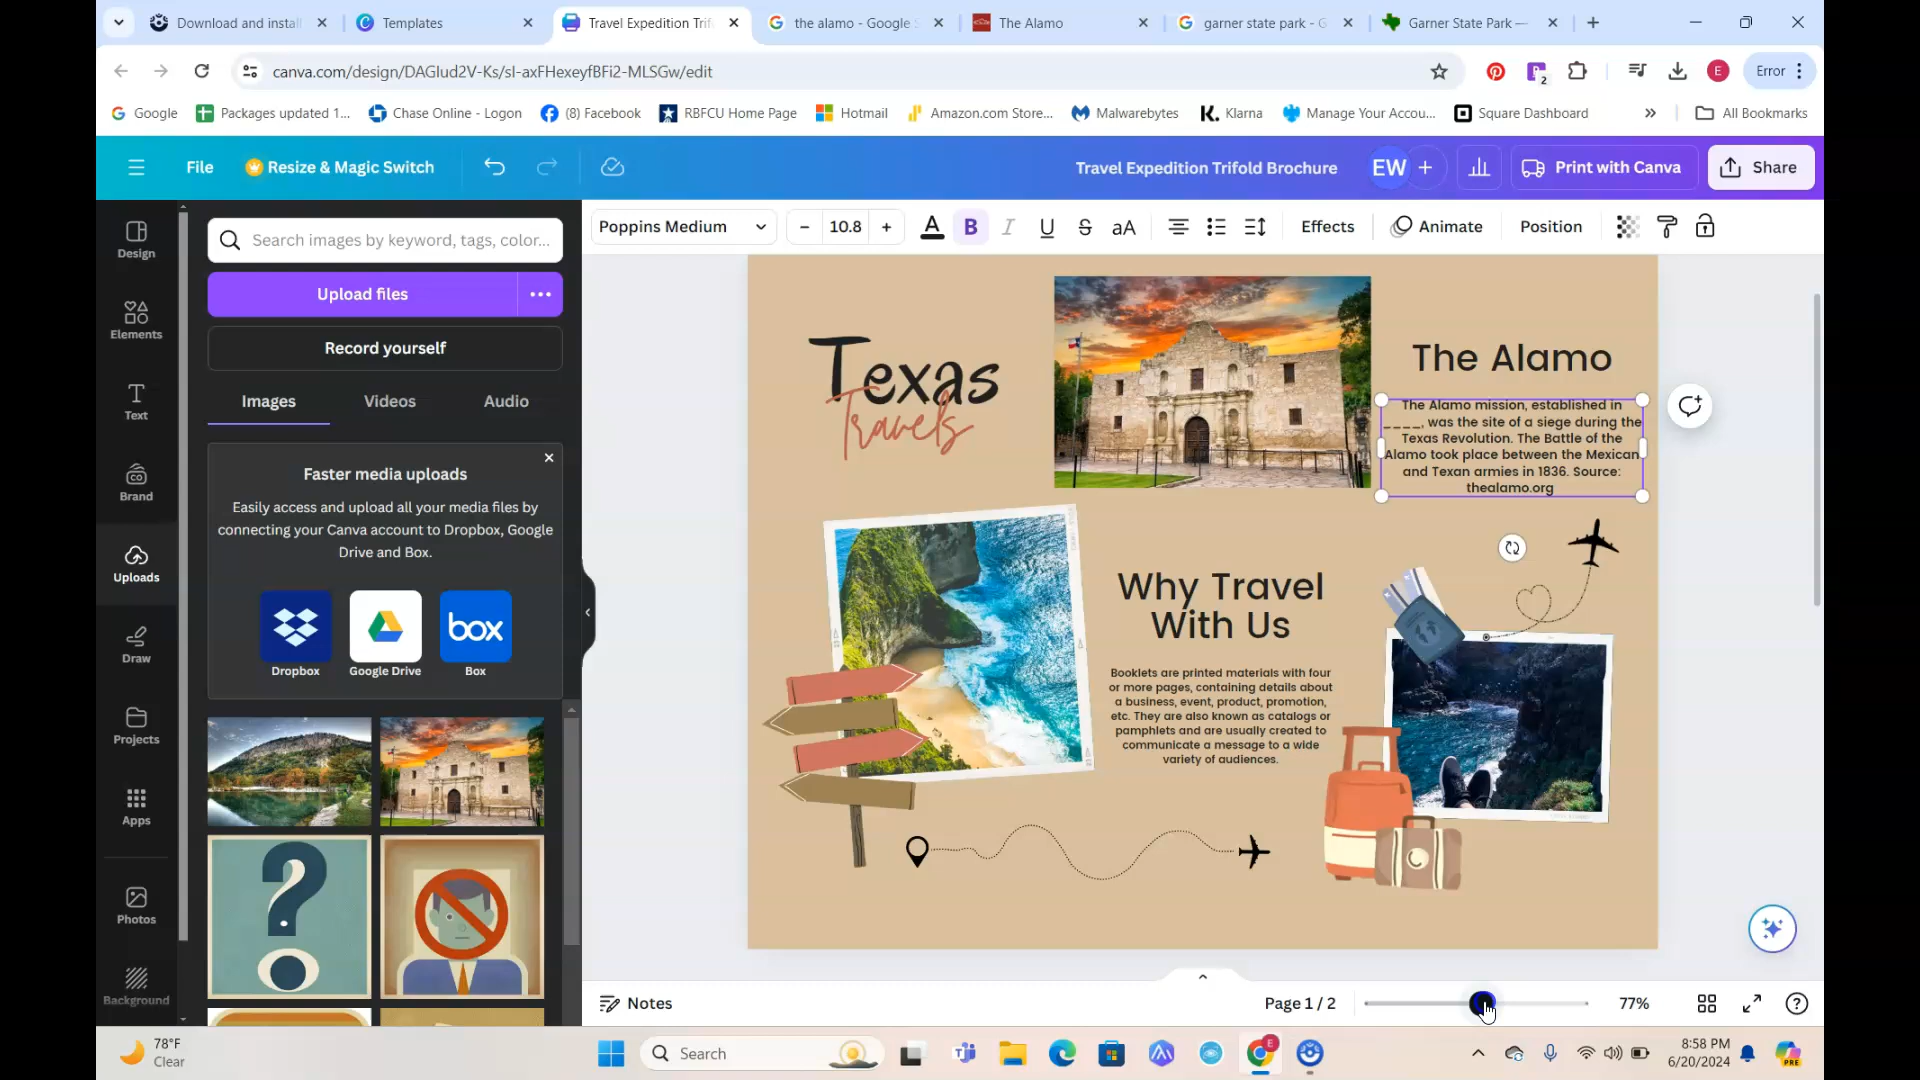 Download and instal
Templates
Travel Expedition Trif
the alamo - Google
The Alamo
garner state park - G
Garner State Park —
canva.com/design/DAGlud2V-Ks/sI-axFHexeyfBFi2-MLSGw/edit
2
E
Error
Google
Packages updated 1...
Chase Online - Logon
(8) Facebook
RBFCU Home Page
Hotmail
Amazon.com Store...
Malwarebytes
Klarna
Manage Your Accou...
Square Dashboard
All Bookmarks
File
Resize & Magic Switch
Travel Expedition Trifold Brochure
EW
Print with Canva
Share
Design
Elements
Text
Brand
Uploads
Draw
Projects
Apps
Photos
Background
Search images by keyword, tags, color...
Upload files
Record yourself
Images
Videos
Audio
Faster media uploads
Easily access and upload all your media files by
connecting your Canva account to Dropbox, Google
Drive and Box.
Dropbox
Google Drive
box
Box
Poppins Medium
– 10.8 +
A
B
I
U
S
aA
Effects
Animate
Position
Texas
Travels
The Alamo
The Alamo mission, established in
____, was the site of a siege during the
Texas Revolution. The Battle of the
Alamo took place between the Mexican
and Texan armies in 1836. Source:
thealamo.org
Why Travel
With Us
Booklets are printed materials with four
or more pages, containing details about
a business, event, product, promotion,
etc. They are also known as catalogs or
pamphlets and are usually created to
communicate a message to a wide
variety of audiences.
Notes
Page 1 / 2
77%
78°F
Clear
Search
E
8:58 PM
6/20/2024
PRE